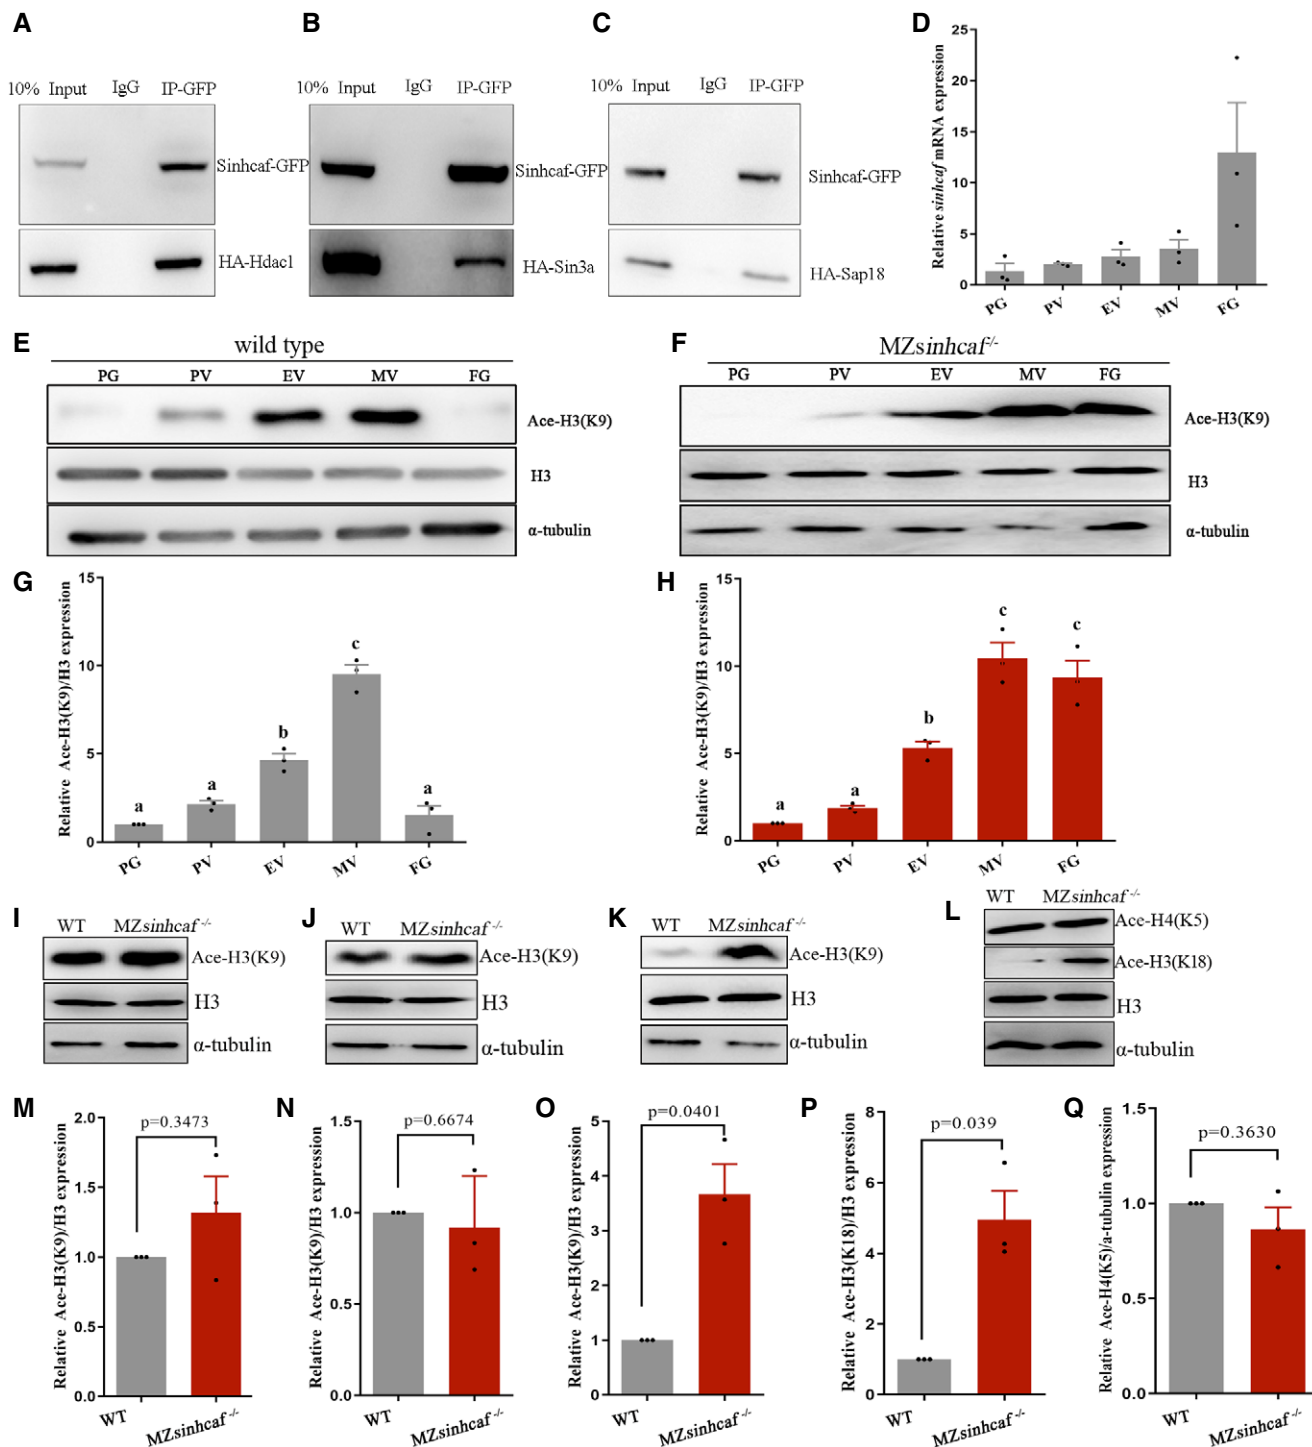 A
10% Input IgG IP-GFP
Sinhcaf-GFP
HA-Hdac1
B
10% Input IgG IP-GFP
Sinhcaf-GFP
HA-Sin3a
C
10% Input IgG IP-GFP
Sinhcaf-GFP
HA-Sap18
D
Relative sinhcaf mRNA expression
25
20
15
10
5
0
PG PV EV MV FG
E
wild type
PG PV EV MV FG
Ace-H3(K9)
H3
α-tubulin
F
MZsinhcaf-/-
PG PV EV MV FG
Ace-H3(K9)
H3
α-tubulin
G
Relative Ace-H3(K9)/H3 expression
15
10
5
0
a a b c a
PG PV EV MV FG
H
Relative Ace-H3(K9)/H3 expression
15
10
5
0
a a b c c
PG PV EV MV FG
I
WT MZsinhcaf -/-
Ace-H3(K9)
H3
α-tubulin
J
WT MZsinhcaf -/-
Ace-H3(K9)
H3
α-tubulin
K
WT MZsinhcaf -/-
Ace-H3(K9)
H3
α-tubulin
L
WT MZsinhcaf -/-
Ace-H4(K5)
Ace-H3(K18)
H3
α-tubulin
M
Relative Ace-H3(K9)/H3 expression
2.0
1.5
1.0
0.5
0.0
p=0.3473
WT MZsinhcaf -/-
N
Relative Ace-H3(K9)/H3 expression
1.5
1.0
0.5
0.0
p=0.6674
WT MZsinhcaf -/-
O
Relative Ace-H3(K9)/H3 expression
5
4
3
2
1
0
p=0.0401
WT MZsinhcaf -/-
P
Relative Ace-H3(K18)/H3 expression
8
6
4
2
0
p=0.039
WT MZsinhcaf -/-
Q
Relative Ace-H4(K5)/a-tubulin expression
1.5
1.0
0.5
0.0
p=0.3630
WT MZsinhcaf -/-